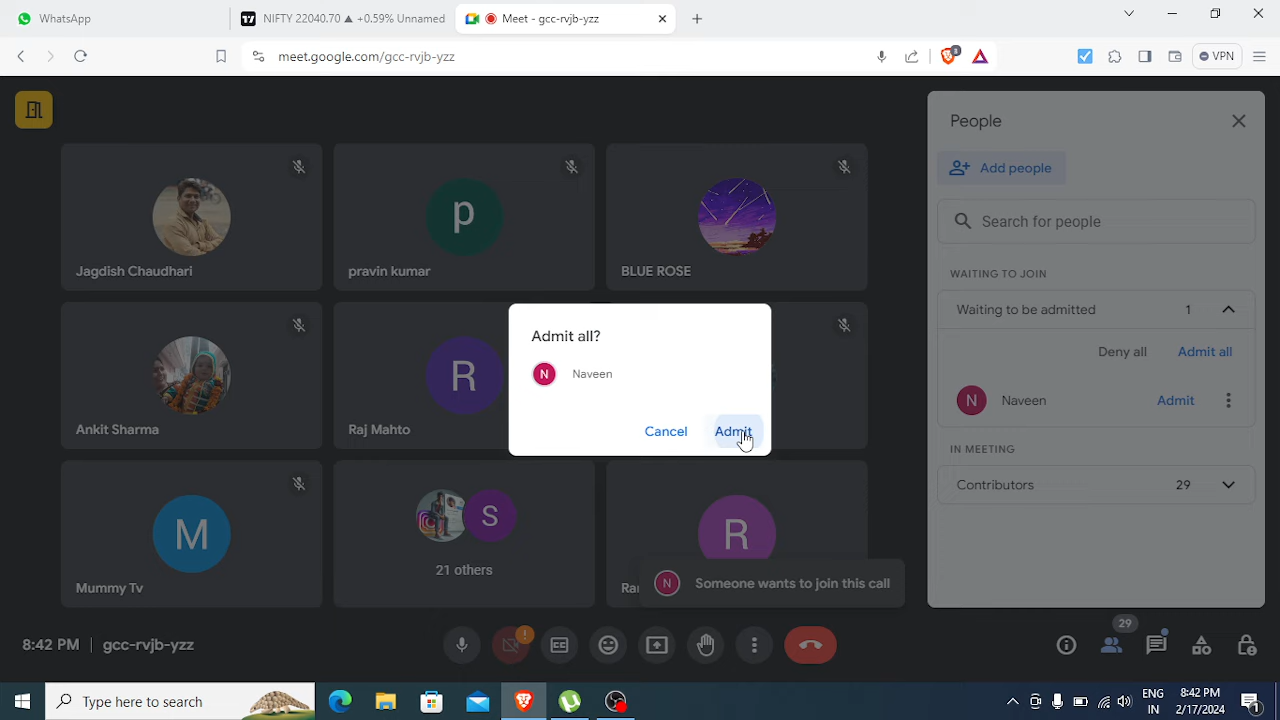 WhatsApp
NIFTY 22040.70 ▲ +0.59% Unnamed
Meet - gcc-rvjb-yzz
meet.google.com/gcc-rvjb-yzz
3
VPN
People
Add people
Search for people
WAITING TO JOIN
Waiting to be admitted 1
Deny all Admit all
N Naveen Admit
IN MEETING
Contributors 29
Jagdish Chaudhari
p
pravin kumar
BLUE ROSE
Ankit Sharma
R
Raj Mahto
Admit all?
N Naveen
Cancel Admit
M
Mummy Tv
S
21 others
R
N Someone wants to join this call
8:42 PM | gcc-rvjb-yzz
29
Type here to search
ENG
IN
8:42 PM
2/17/2024
1